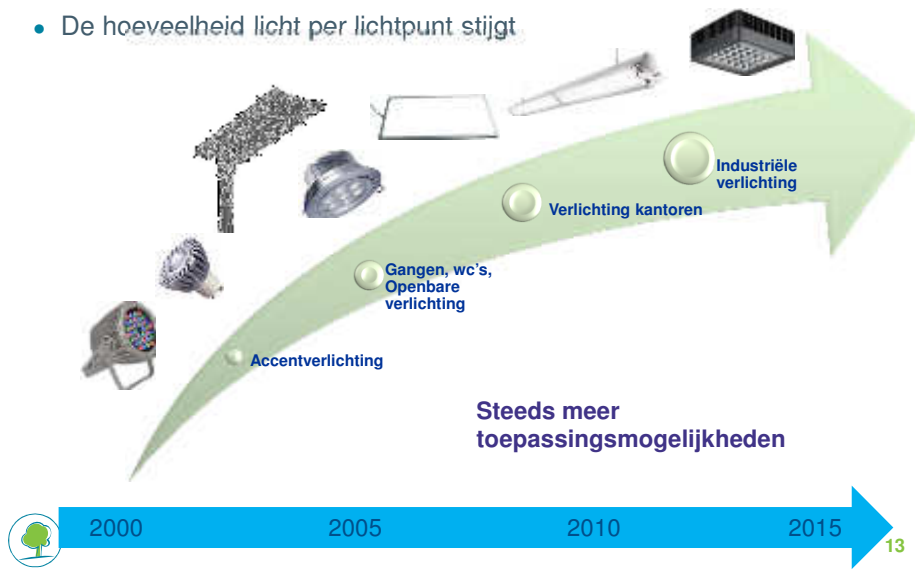 • De hoeveelheid licht per lichtpunt stijgt
Industriële
verlichting
Verlichting kantoren
Gangen, wc's,
Openbare
verlichting
Accentverlichting
Steeds meer
toepassingsmogelijkheden
2000 2005 2010 2015
13